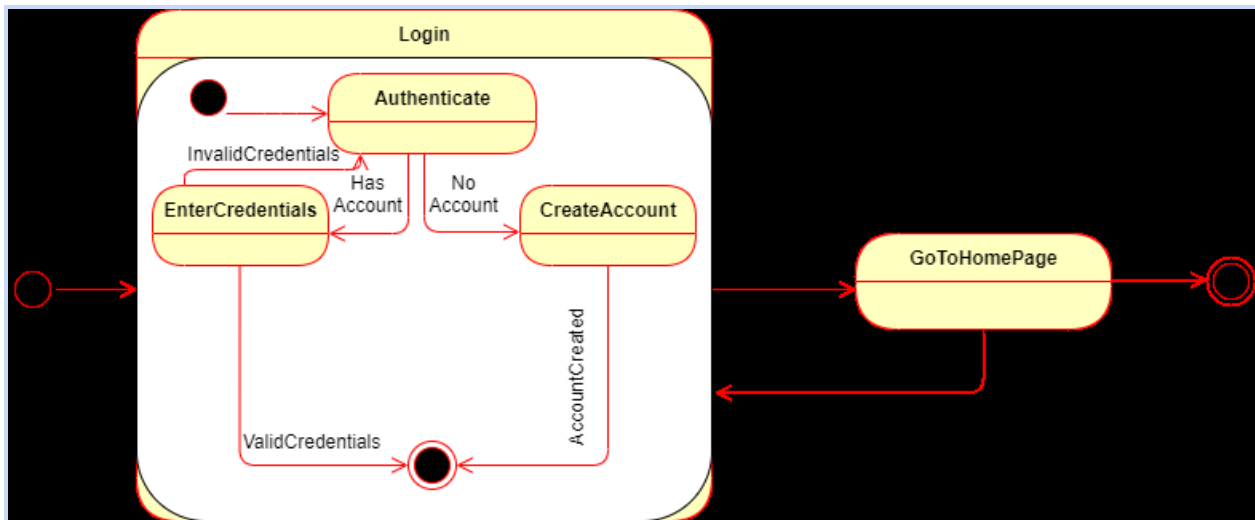 Login
Authenticate
InvalidCredentials
Has
Account
No
Account
EnterCredentials
CreateAccount
GoToHomePage
AccountCreated
ValidCredentials